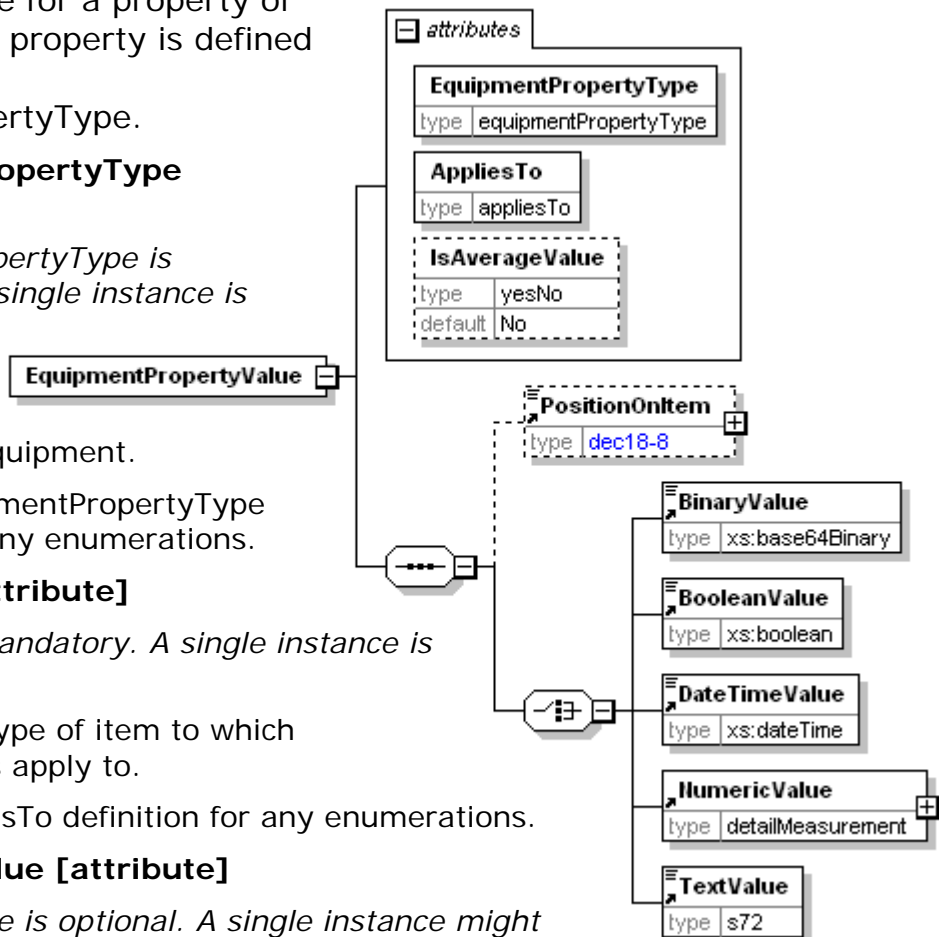 e for a property of
property is defined
ertyType.
opertyType
pertyType is
single instance is
quipment.
mentPropertyType
ny enumerations.
ttribute]
andatory. A single instance is
ype of item to which
s apply to.
sTo definition for any enumerations.
lue [attribute]
e is optional. A single instance might
attributes
EquipmentPropertyType
type equipmentPropertyType
AppliesTo
type appliesTo
IsAverageValue
type yesNo
default No
EquipmentPropertyValue
PositionOnItem
type dec18-8
BinaryValue
type xs:base64Binary
BooleanValue
type xs:boolean
DateTimeValue
type xs:dateTime
NumericValue
type detailMeasurement
TextValue
type s72